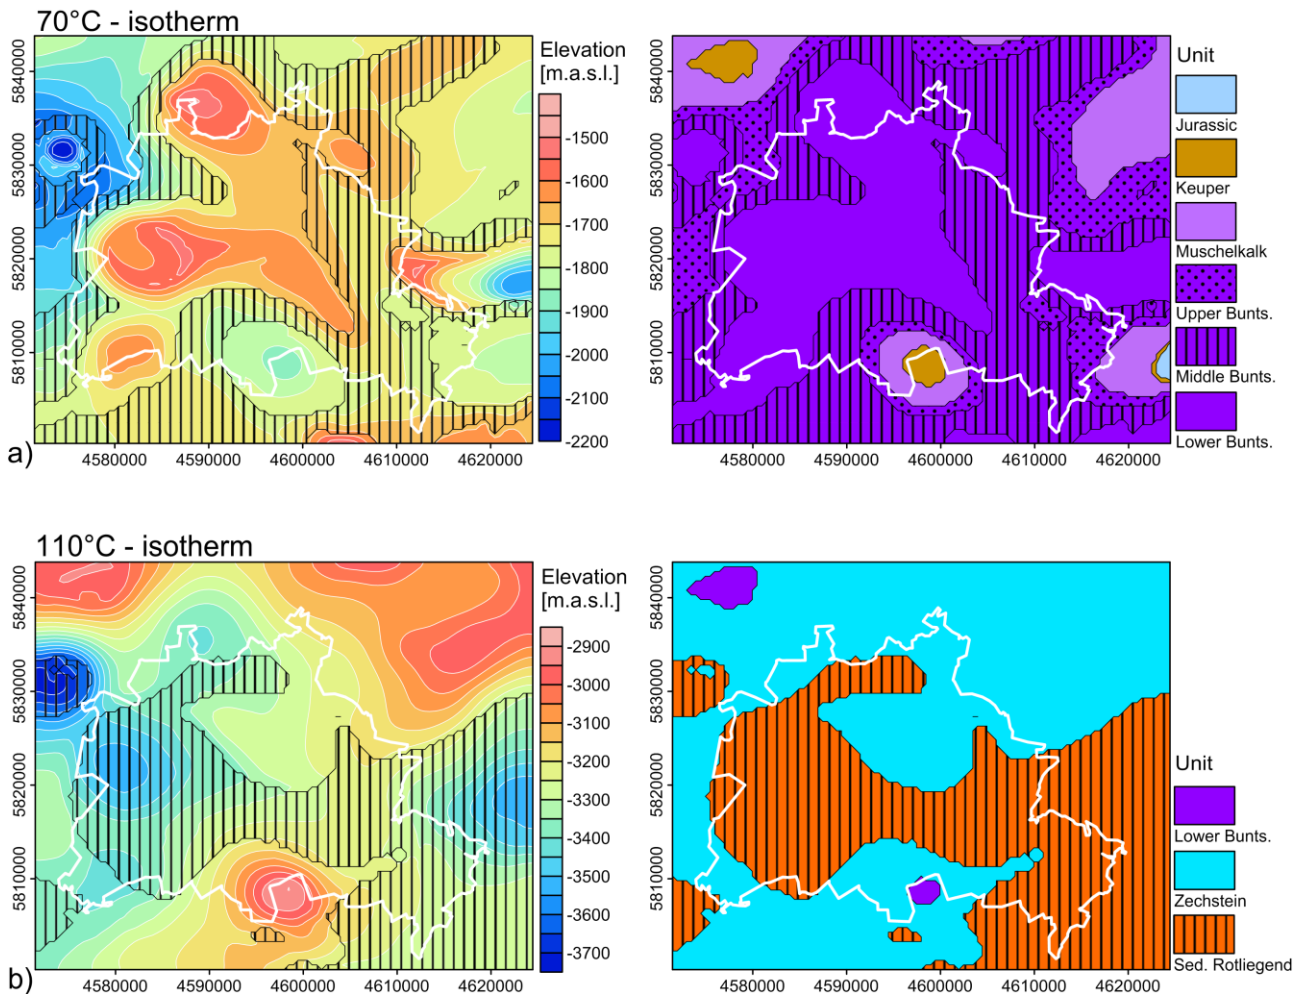 70°C - isotherm
Elevation
[m.a.s.l.]
-1500
-1600
-1700
-1800
-1900
-2000
-2100
-2200
5840000
5830000
5820000
5810000
4580000 4590000 4600000 4610000 4620000
a)
5840000
5830000
5820000
5810000
4580000 4590000 4600000 4610000 4620000
Unit
Jurassic
Keuper
Muschelkalk
Upper Bunts.
Middle Bunts.
Lower Bunts.
110°C - isotherm
Elevation
[m.a.s.l.]
-2900
-3000
-3100
-3200
-3300
-3400
-3500
-3600
-3700
5840000
5830000
5820000
5810000
4580000 4590000 4600000 4610000 4620000
b)
5840000
5830000
5820000
5810000
4580000 4590000 4600000 4610000 4620000
Unit
Lower Bunts.
Zechstein
Sed. Rotliegend